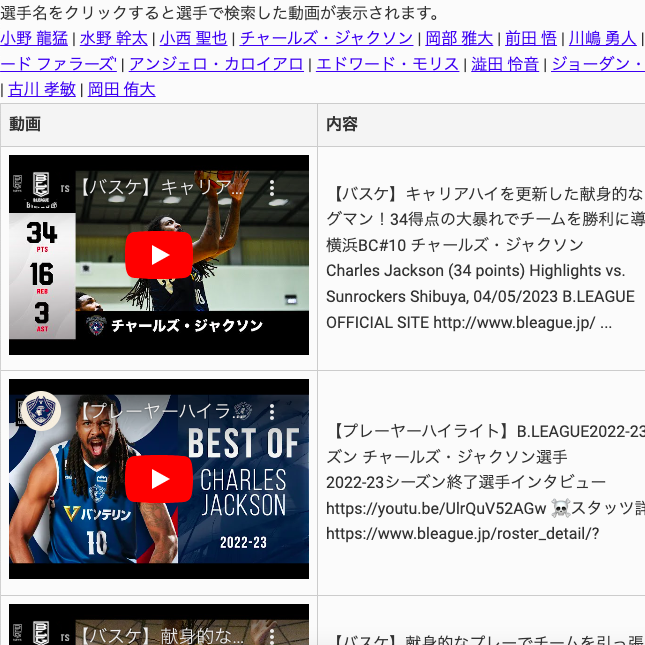 選手名をクリックすると選手で検索した動画が表示されます。
小野 龍猛 | 水野 幹太 | 小西 聖也 | チャールズ・ジャクソン | 岡部 雅大 | 前田 悟 | 川嶋 勇人 |
ード ファラーズ | アンジェロ・カロイアロ | エドワード・モリス | 澁田 怜音 | ジョーダン・
| 古川 孝敏 | 岡田 侑大
動画
内容
【バスケ】キャリア...
34
PTS
16
REB
3
AST
チャールズ・ジャクソン
【バスケ】キャリアハイを更新した献身的な
グマン！34得点の大暴れでチームを勝利に導
横浜BC#10 チャールズ・ジャクソン
Charles Jackson (34 points) Highlights vs.
Sunrockers Shibuya, 04/05/2023 B.LEAGUE
OFFICIAL SITE http://www.bleague.jp/ ...
【プレーヤーハイラ...
BEST OF
CHARLES
JACKSON
2022-23
バンテリン
10
【プレーヤーハイライト】B.LEAGUE2022-23
ズン チャールズ・ジャクソン選手
2022-23シーズン終了選手インタビュー
https://youtu.be/UlrQuV52AGw ☠️スタッツ詳
https://www.bleague.jp/roster_detail/?
【バスケ】献身的な...
【バスケ】献身的なプレーでチームを引っ張